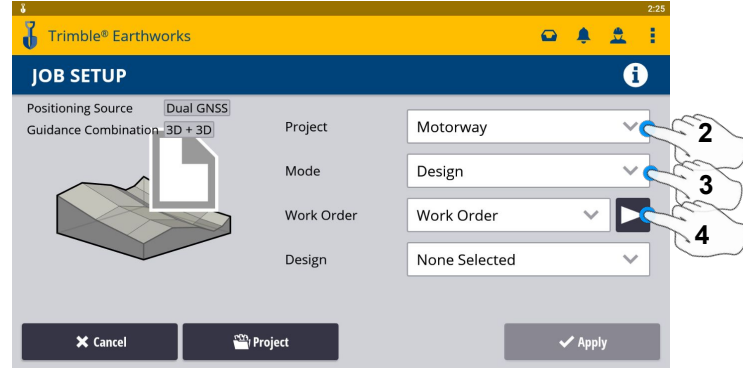 2:25
Trimble® Earthworks
JOB SETUP
Positioning Source Dual GNSS
Guidance Combination 3D + 3D
Project Motorway
2
Mode Design
3
Work Order Work Order
4
Design None Selected
Cancel
Project
Apply